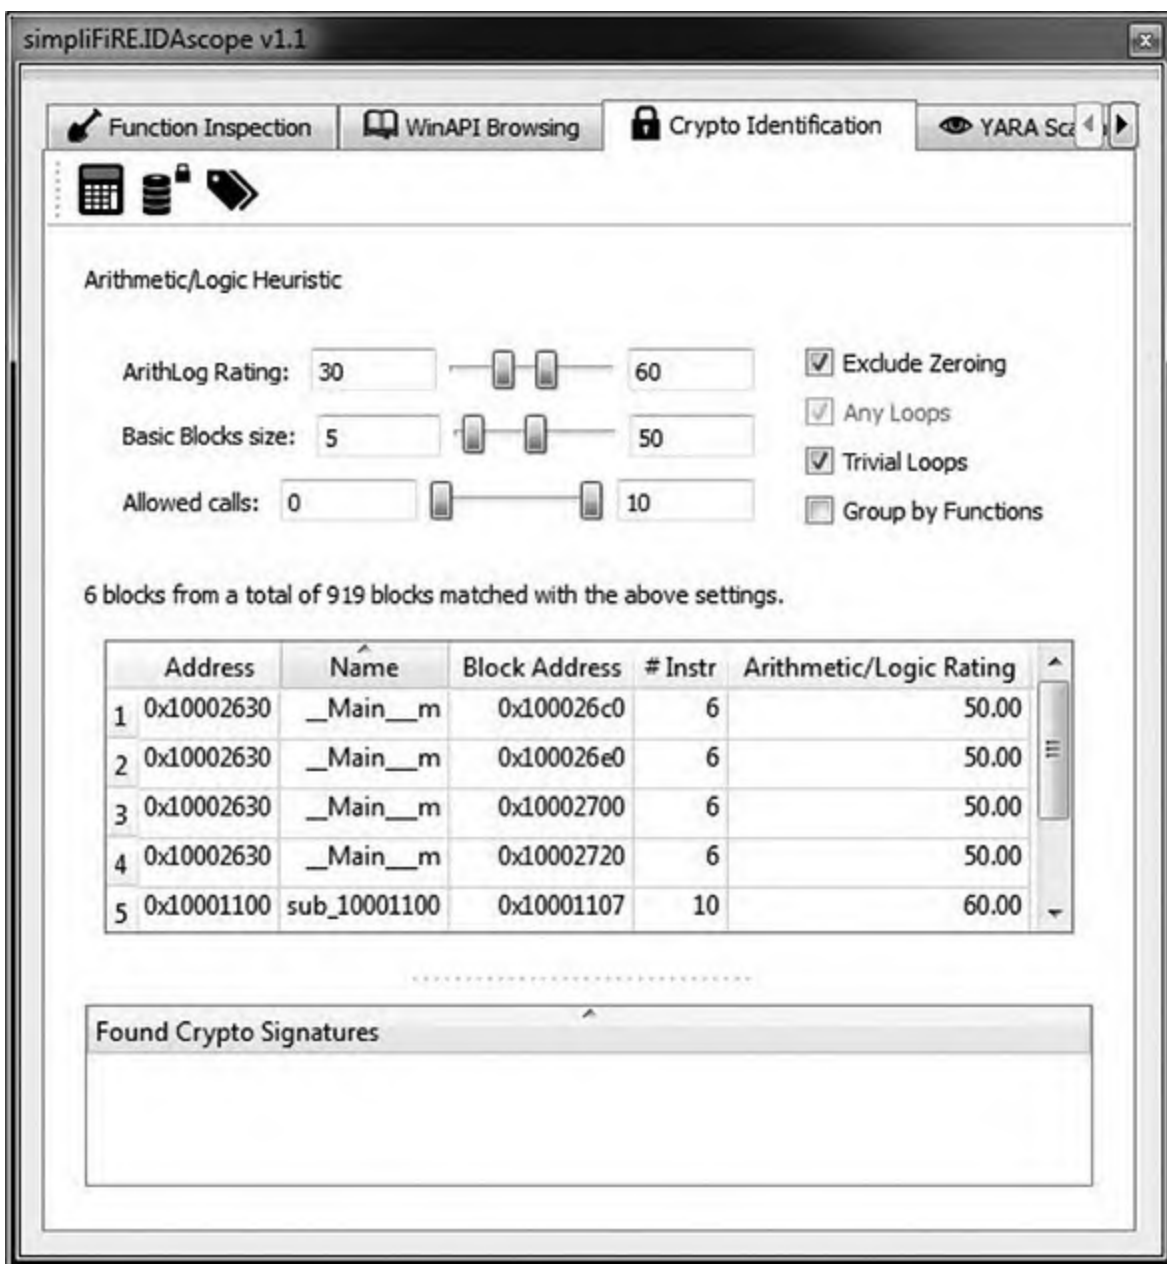 simpliFiRE.IDAscope v1.1
Function Inspection WinAPI Browsing Crypto Identification YARA Sca
Arithmetic/Logic Heuristic
ArithLog Rating: 30 60 Exclude Zeroing
Any Loops
Basic Blocks size: 5 50
Trivial Loops
Allowed calls: 0 10 Group by Functions
6 blocks from a total of 919 blocks matched with the above settings.
Address Name Block Address # Instr Arithmetic/Logic Rating
1 0x10002630 __Main__m 0x100026c0 6 50.00
2 0x10002630 __Main__m 0x100026e0 6 50.00
3 0x10002630 __Main__m 0x10002700 6 50.00
4 0x10002630 __Main__m 0x10002720 6 50.00
5 0x10001100 sub_10001100 0x10001107 10 60.00
Found Crypto Signatures